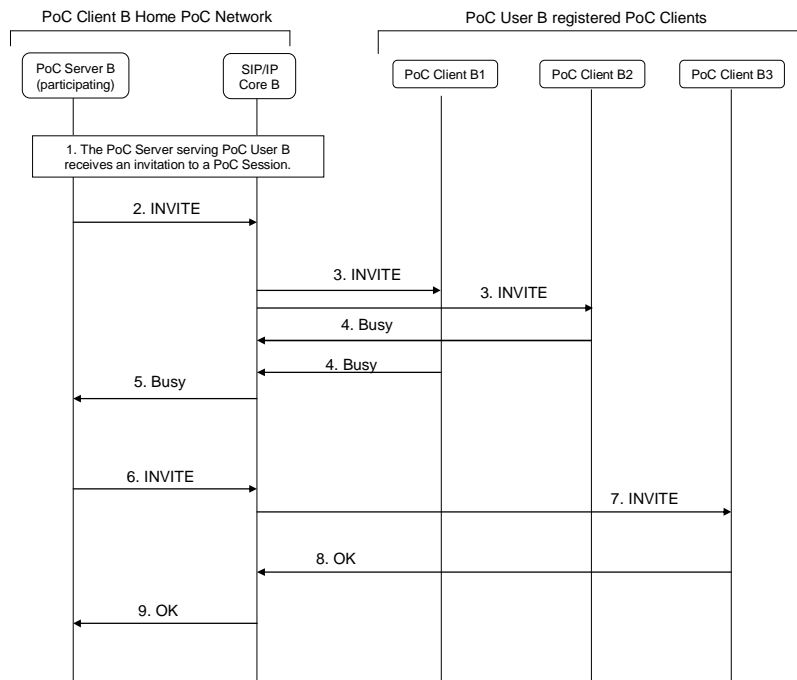 PoC Client B Home PoC Network
PoC User B registered PoC Clients
PoC Server B
(participating)
SIP/IP
Core B
PoC Client B1
PoC Client B2
PoC Client B3
1. The PoC Server serving PoC User B
receives an invitation to a PoC Session.
2. INVITE
3. INVITE
3. INVITE
4. Busy
4. Busy
5. Busy
6. INVITE
7. INVITE
8. OK
9. OK